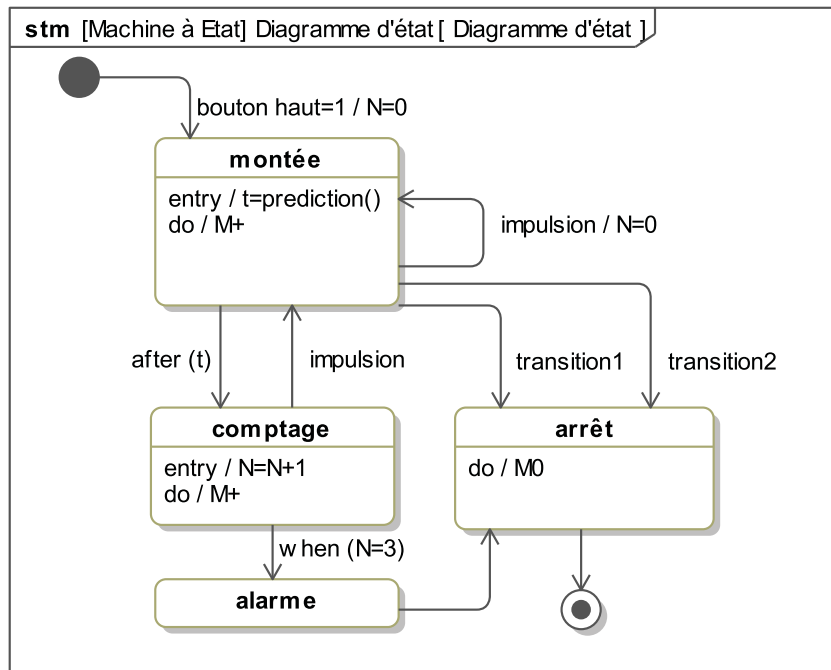 stm [Machine à Etat] Diagramme d'état [ Diagramme d'état ]
bouton haut=1 / N=0
montée
entry / t=prediction()
do / M+
impulsion / N=0
after (t)
impulsion
transition1
transition2
comptage
entry / N=N+1
do / M+
arrêt
do / M0
when (N=3)
alarme